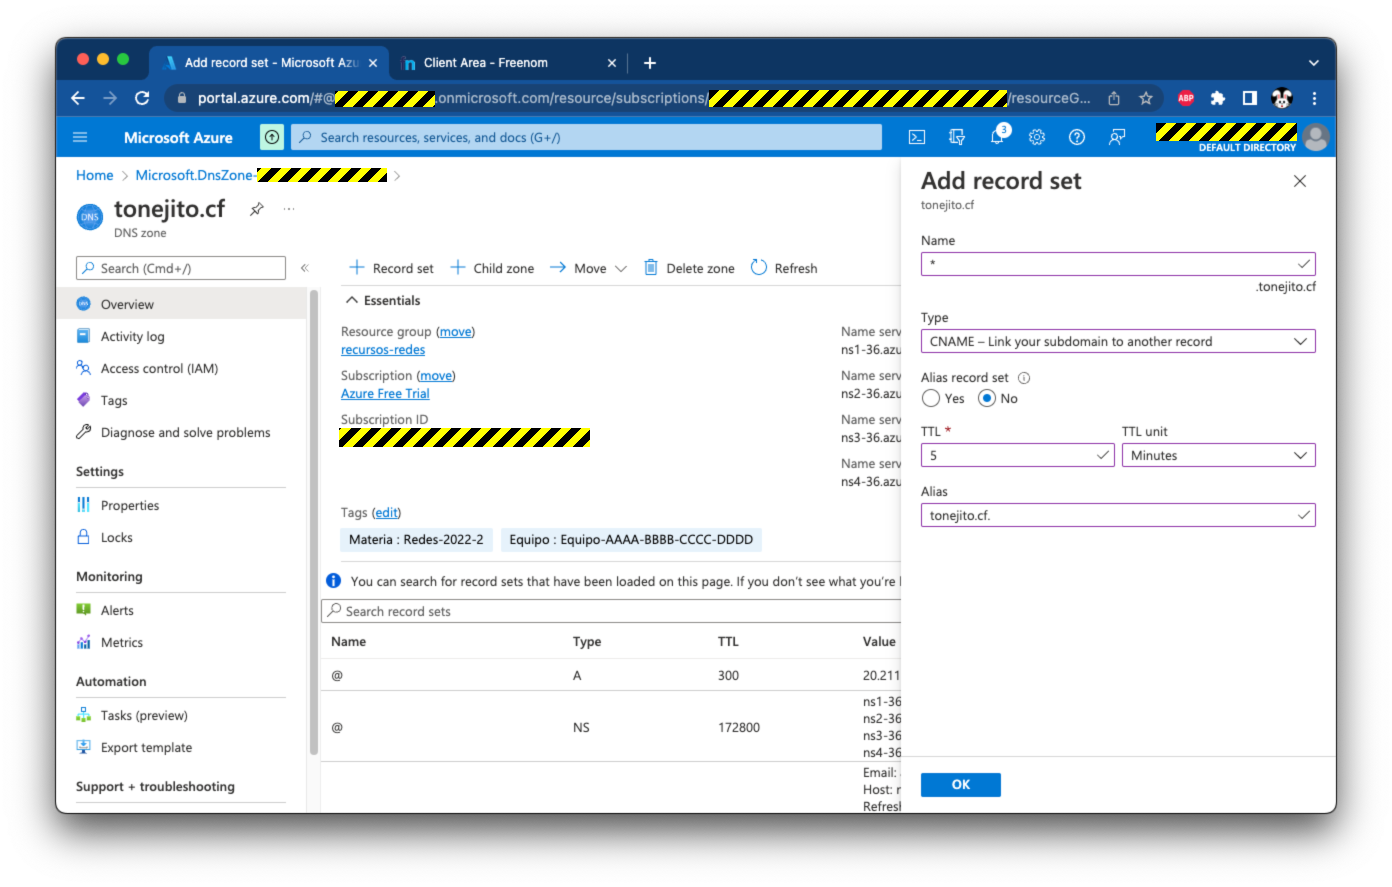 Add record set - Microsoft Azu
Client Area - Freenom
portal.azure.com/#@
.onmicrosoft.com/resource/subscriptions/
/resourceG...
ABP
Microsoft Azure
Search resources, services, and docs (G+/)
3
DEFAULT DIRECTORY
Home > Microsoft.DnsZone- >
DNS
tonejito.cf
...
DNS zone
Search (Cmd+/)
«
Overview
Activity log
Access control (IAM)
Tags
Diagnose and solve problems
Settings
Properties
Locks
Monitoring
Alerts
Metrics
Automation
Tasks (preview)
Export template
Support + troubleshooting
Record set
Child zone
Move
Delete zone
Refresh
Essentials
Resource group (move)
recursos-redes
Subscription (move)
Azure Free Trial
Subscription ID
Name serv
ns1-36.azu
Name serv
ns2-36.azu
Name serv
ns3-36.azu
Name serv
ns4-36.azu
Tags (edit)
Materia : Redes-2022-2
Equipo : Equipo-AAAA-BBBB-CCCC-DDDD
You can search for record sets that have been loaded on this page. If you don't see what you're l
Search record sets
Name Type TTL Value
@ A 300 20.211
@ NS 172800
ns1-36
ns2-36
ns3-36
ns4-36
Email:
Host: r
Refresh
Add record set
tonejito.cf
Name
*
.tonejito.cf
Type
CNAME – Link your subdomain to another record
Alias record set
Yes No
TTL * TTL unit
5 Minutes
Alias
tonejito.cf.
OK